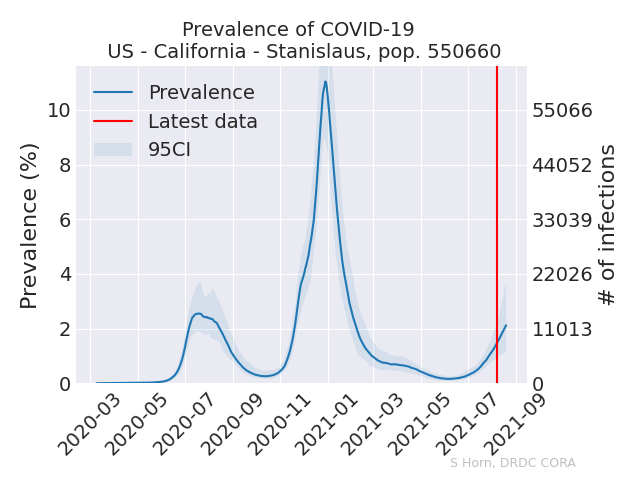 Prevalence of COVID-19
US - California - Stanislaus, pop. 550660
Prevalence
Latest data
95CI
Prevalence (%)
10
8
6
4
2
0
55066
44052
33039
22026
11013
0
# of infections
2020-03
2020-05
2020-07
2020-09
2020-11
2021-01
2021-03
2021-05
2021-07
2021-09
S Horn, DRDC CORA